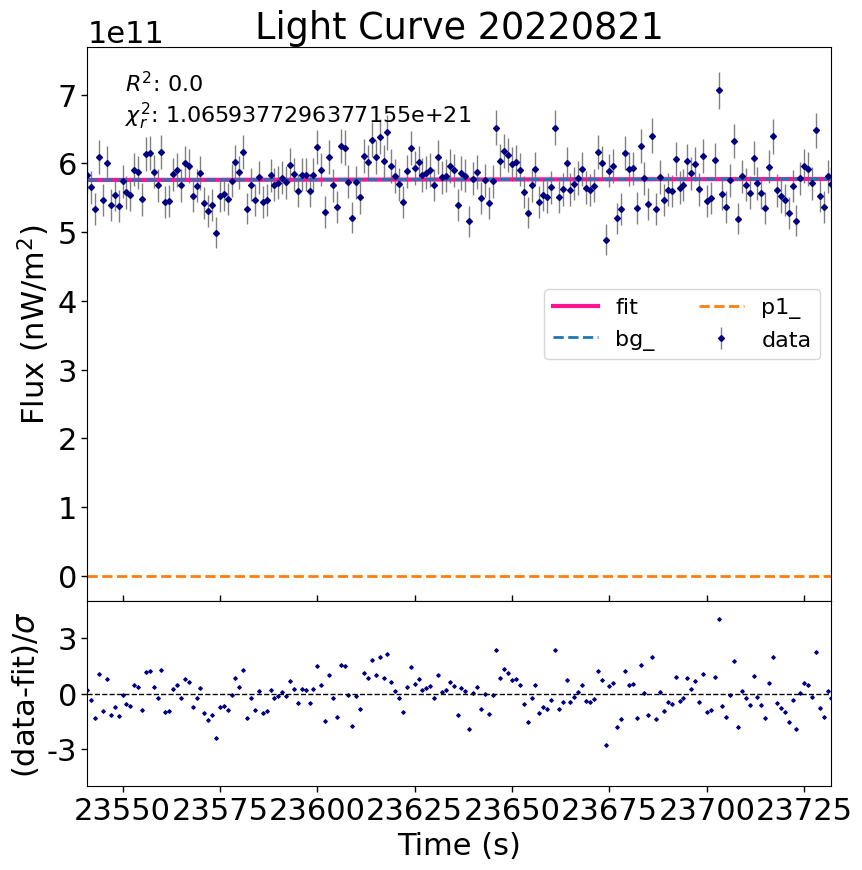 Light Curve 20220821
1e11
R²: 0.0
χ²ᵣ: 1.0659377296377155e+21
7
6
5
4
3
2
1
0
Flux (nW/m²)
fit
bg_
p1_
data
3
0
-3
(data-fit)/σ
23550 23575 23600 23625 23650 23675 23700 23725
Time (s)